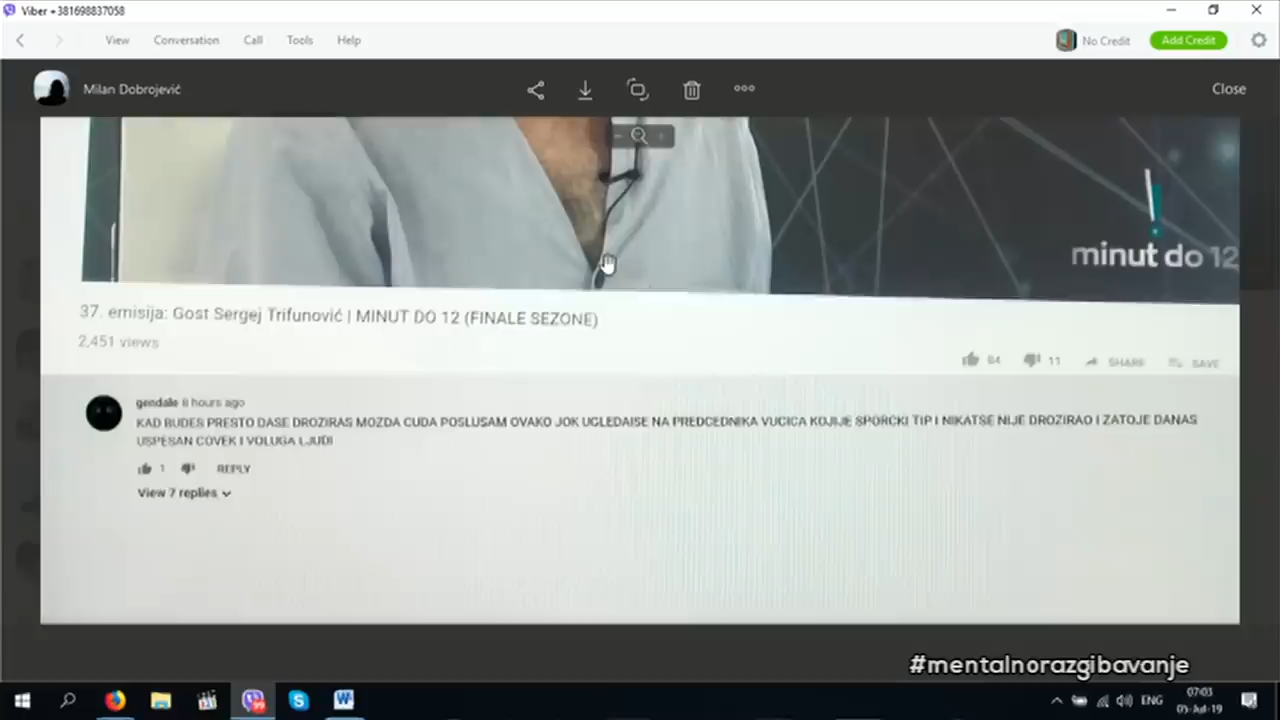 Viber +381698837058
View Conversation Call Tools Help
No Credit Add Credit
Milan Dobrojević
Close
minut do 12
37. emisija: Gost Sergej Trifunović | MINUT DO 12 (FINALE SEZONE)
2,451 views
84 11 SHARE SAVE
gendale 8 hours ago
KAD BUDES PRESTO DASE DROZIRAS MOZDA CUDA POSLUSAM OVAKO JOK UGLEDAISE NA PREDCEDNIKA VUCICA KOJIJE SPORCKI TIP I NIKATSE NIJE DROZIRAO I ZATOJE DANAS
USPESAN COVEK I VOLUGA LJUDI
1 REPLY
View 7 replies
#mentalnorazgibavanje
ENG
07:03
05-Jul-19